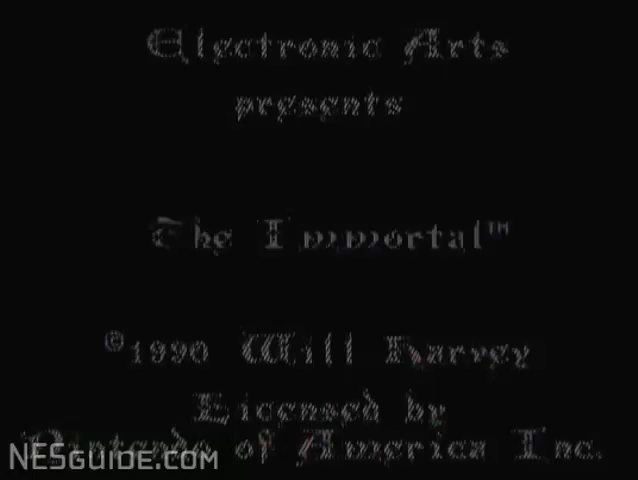 Electronic Arts
presents
The Immortal™
©1990 Will Harvey
Licensed by
Nintendo of America Inc.
NESGUIDE.COM